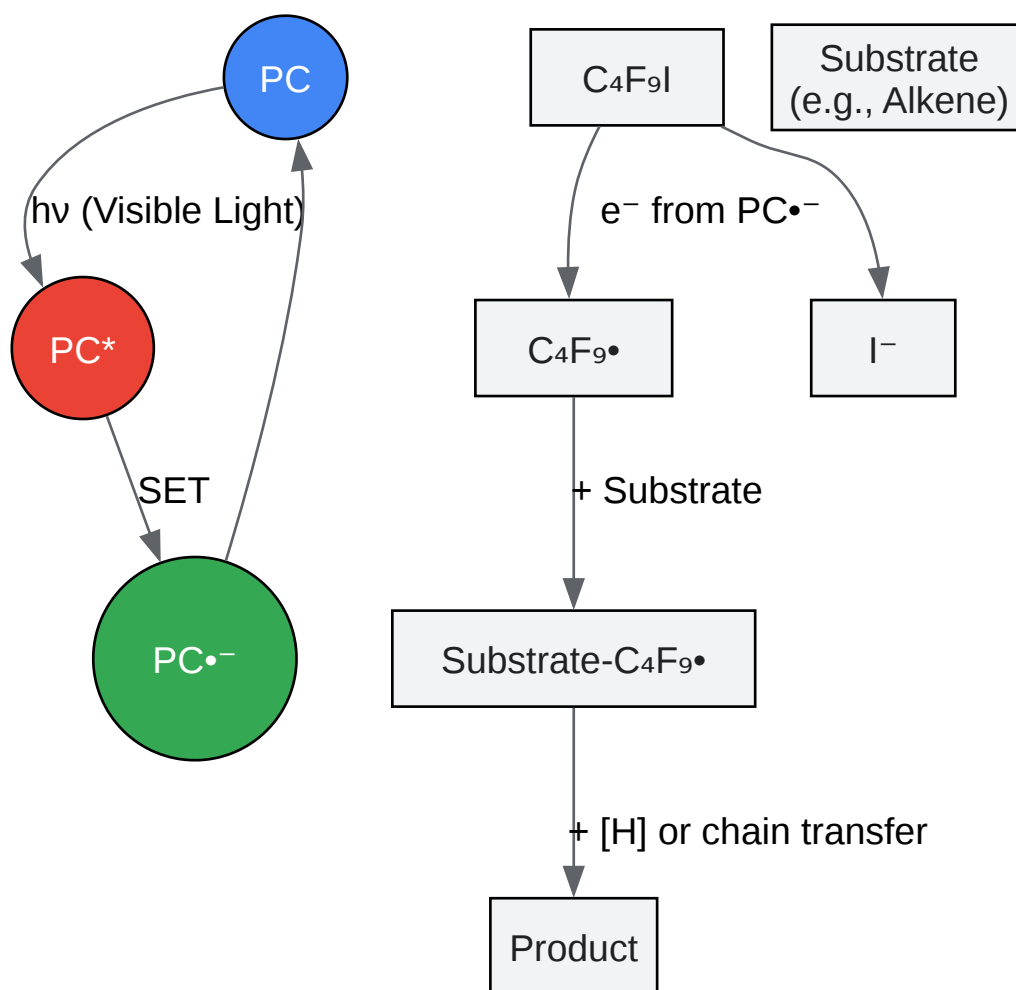 PC
C₄F₉I
Substrate
(e.g., Alkene)
hν (Visible Light)
e⁻ from PC•⁻
PC*
C₄F₉•
I⁻
SET
+ Substrate
PC•⁻
Substrate-C₄F₉•
+ [H] or chain transfer
Product